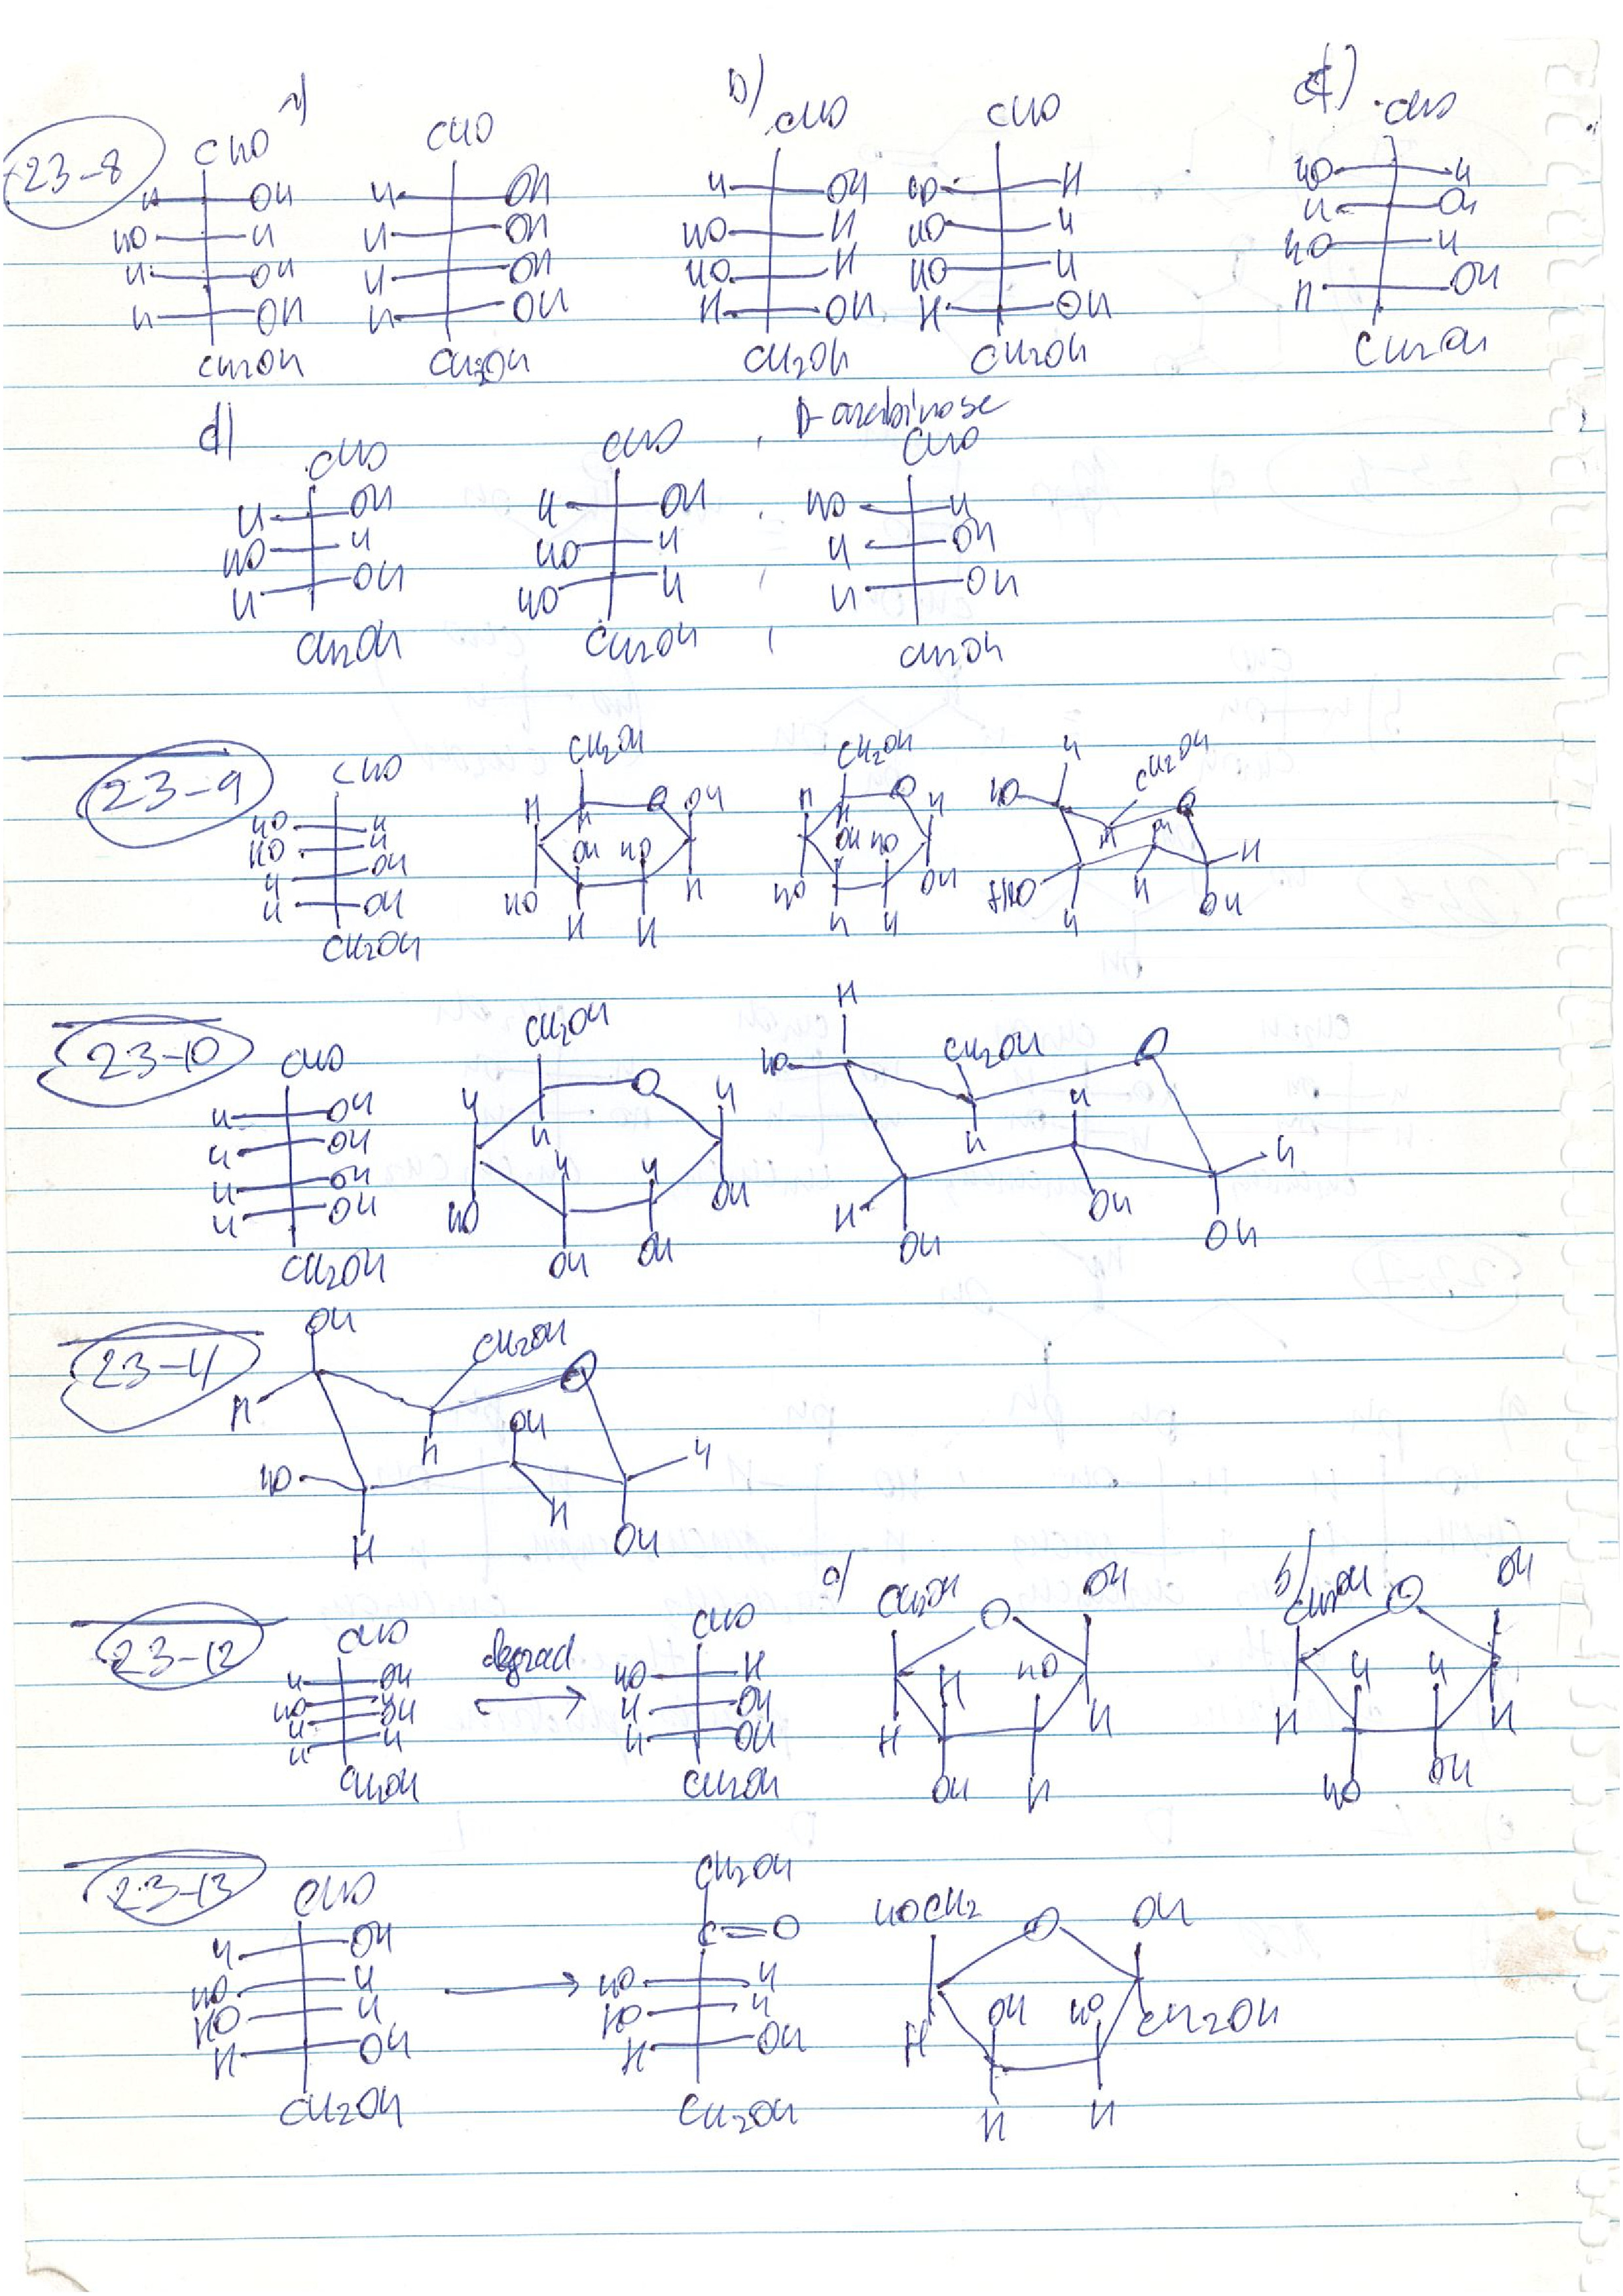 23-8
a) b) c)
CHO CHO CHO CHO CHO
H OH H OH H OH HO H HO H
HO H H OH HO H HO H H OH
H OH H OH HO H HO H HO H
H OH H OH H OH H OH H OH
CH2OH CH2OH CH2OH CH2OH CH2OH
d) D-arabinose
CHO CHO CHO
H OH H OH HO H
HO H HO H H OH
H OH HO H H OH
CH2OH CH2OH CH2OH
23-9
CHO CH2OH CH2OH H CH2OH
HO H H O OH H O H HO O
HO H H OH HO H OH HO H OH H
H OH HO H HO OH HO H OH
H OH H H H H H
CH2OH
23-10
H
CHO CH2OH HO CH2OH O
H OH H O H H
H OH H H H H H
H OH HO OH H OH
H OH OH OH OH OH
CH2OH
23-4
OH CH2OH O
H H OH H
HO H
H OH
23-12
a) b)
CHO degrad CHO CH2OH O OH CH2OH O OH
H OH HO H H HO H H
HO OH H OH H H H H
H OH H OH OH H HO OH
H H
CH2OH CH2OH
23-13
CHO CH2OH HOCH2 O OH
H OH C=O
HO H HO H OH HO CH2OH
HO H HO H H
H OH H OH H H
CH2OH CH2OH